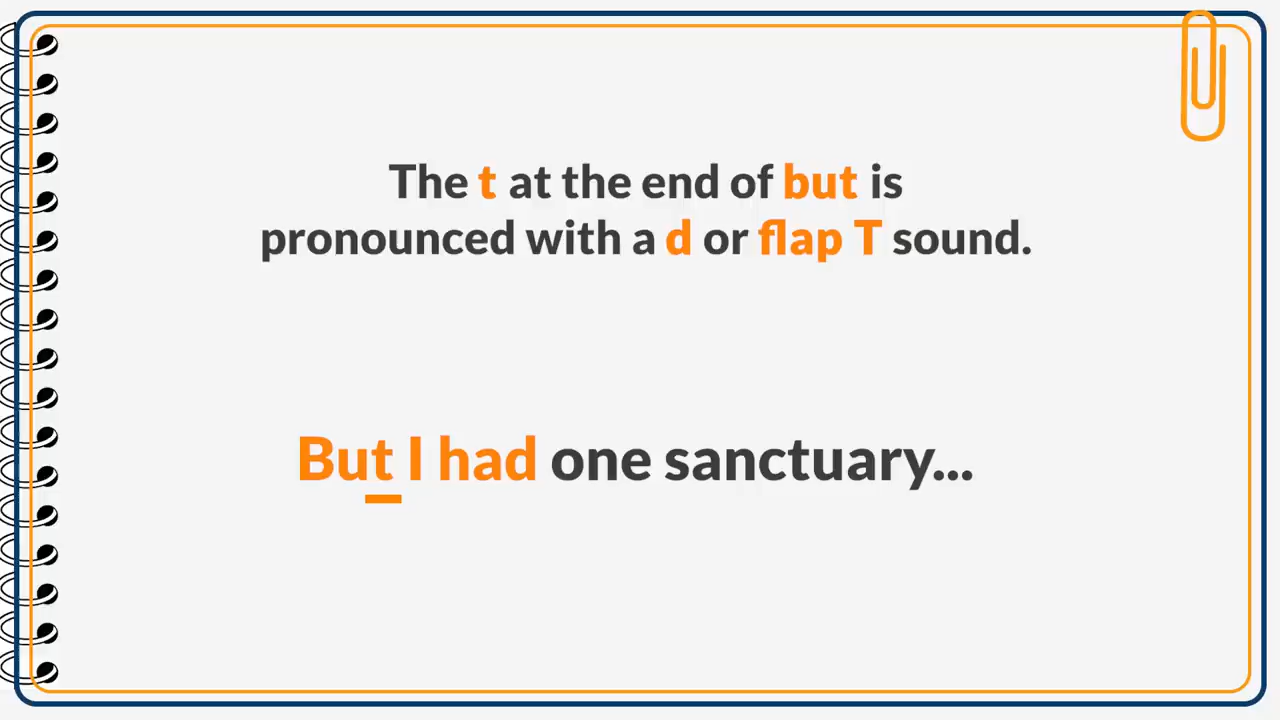 The t at the end of but is
pronounced with a d or flap T sound.
But I had one sanctuary...